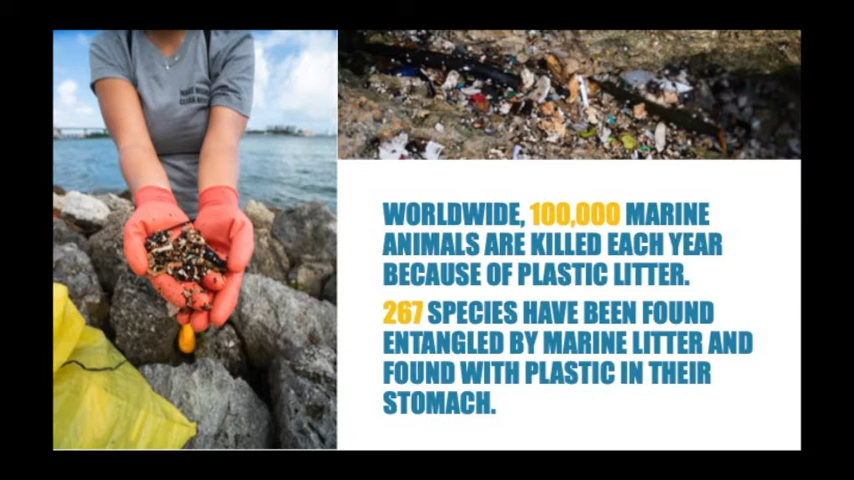 WORLDWIDE, 100,000 MARINE
ANIMALS ARE KILLED EACH YEAR
BECAUSE OF PLASTIC LITTER.
267 SPECIES HAVE BEEN FOUND
ENTANGLED BY MARINE LITTER AND
FOUND WITH PLASTIC IN THEIR
STOMACH.